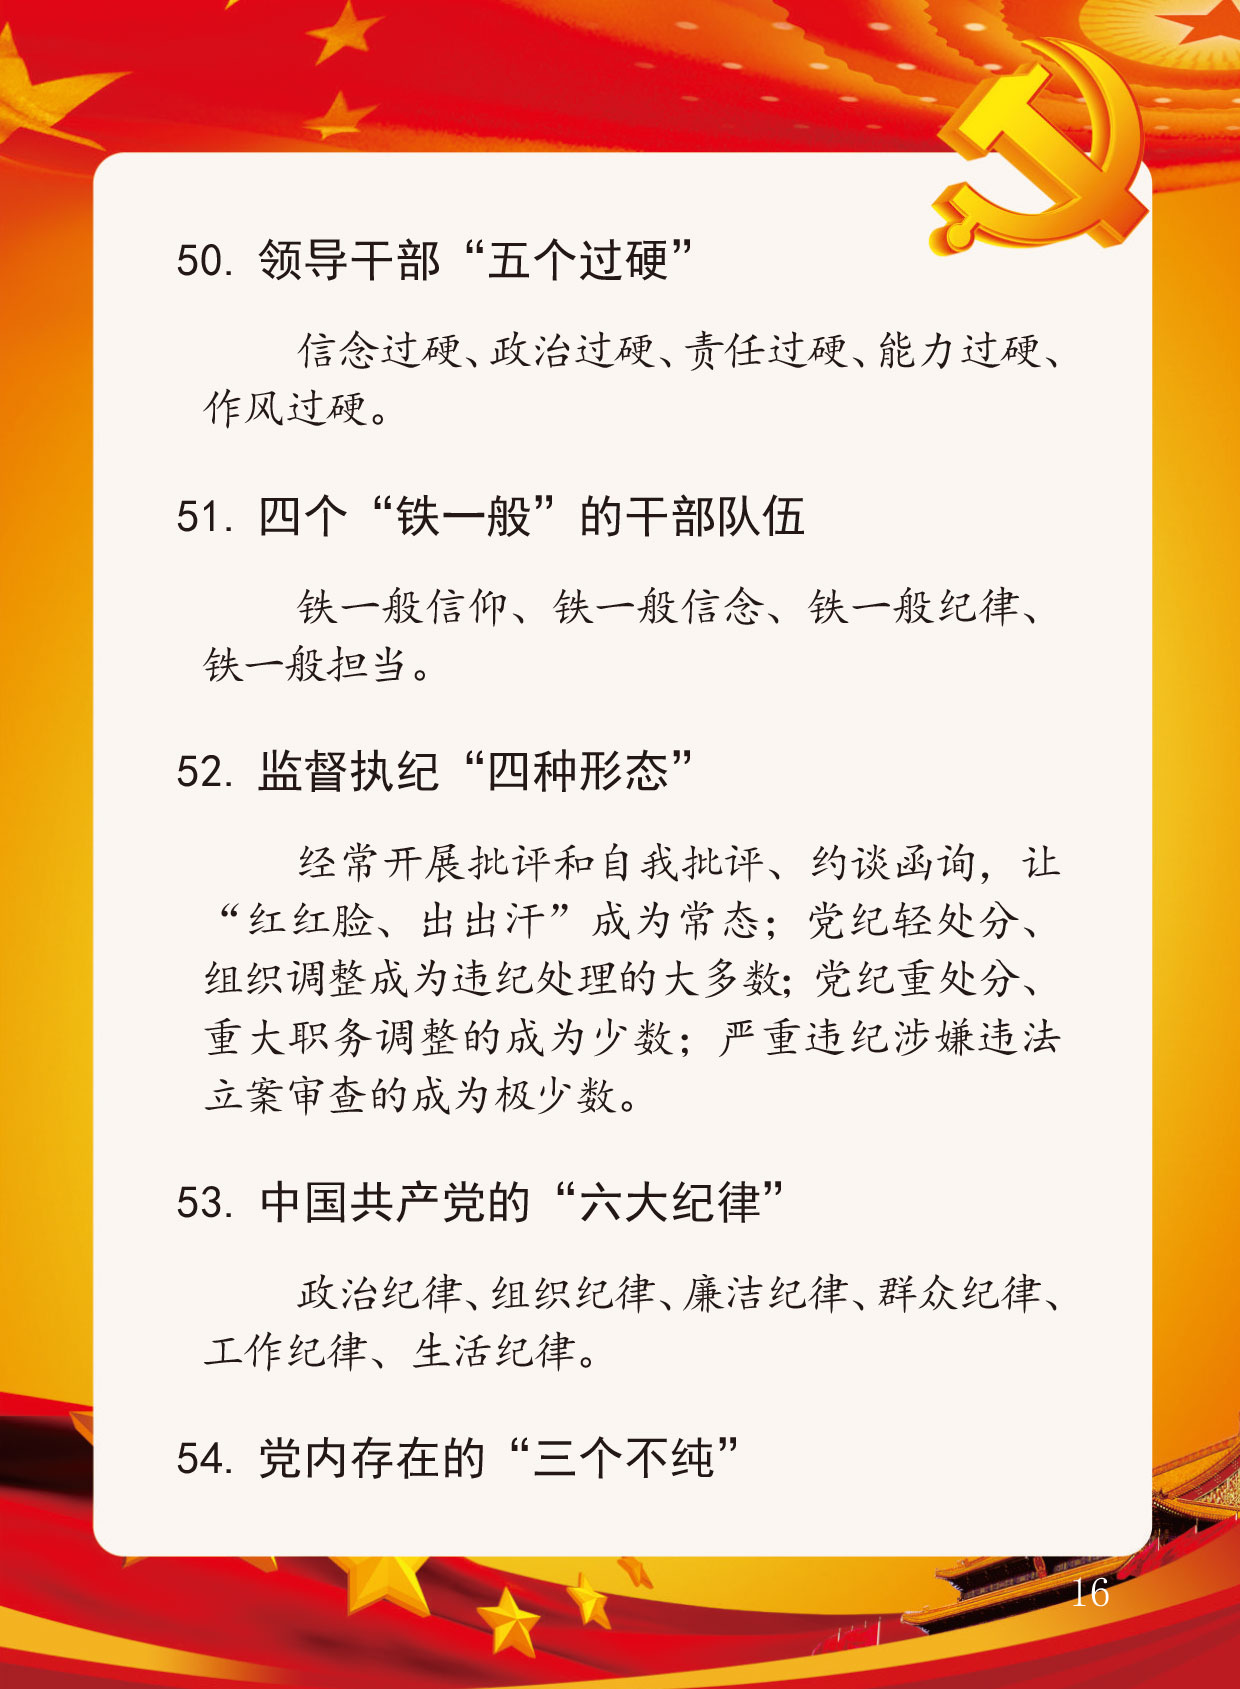 50. 领导干部“五个过硬”
信念过硬、政治过硬、责任过硬、能力过硬、
作风过硬。
51. 四个“铁一般”的干部队伍
铁一般信仰、铁一般信念、铁一般纪律、
铁一般担当。
52. 监督执纪“四种形态”
经常开展批评和自我批评、约谈函询，让
“红红脸、出出汗”成为常态；党纪轻处分、
组织调整成为违纪处理的大多数；党纪重处分、
重大职务调整的成为少数；严重违纪涉嫌违法
立案审查的成为极少数。
53. 中国共产党的“六大纪律”
政治纪律、组织纪律、廉洁纪律、群众纪律、
工作纪律、生活纪律。
54. 党内存在的“三个不纯”
16